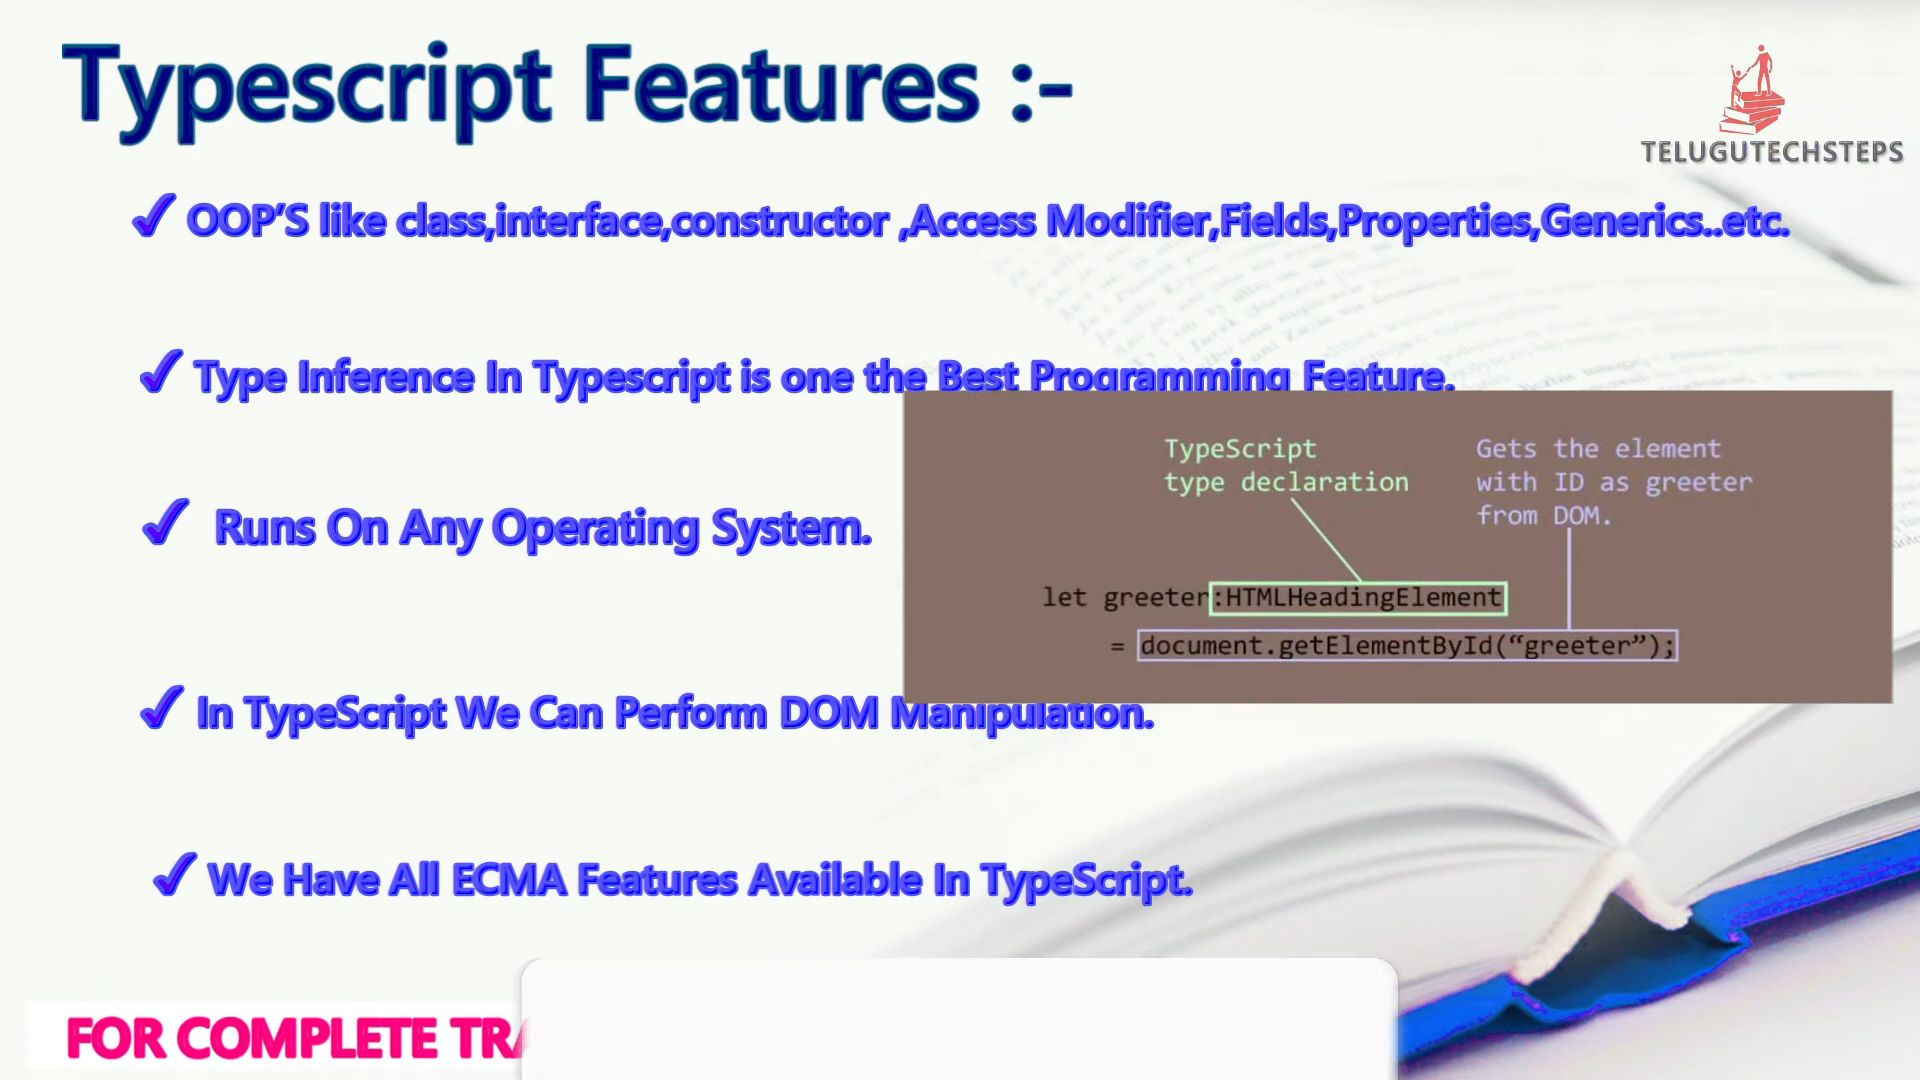 Typescript Features :-
TELUGUTECHSTEPS
✓ OOP'S like class,interface,constructor ,Access Modifier,Fields,Properties,Generics..etc.
✓ Type Inference In Typescript is one the Best Programming Feature.
TypeScript
type declaration
Gets the element
with ID as greeter
from DOM.
✓ Runs On Any Operating System.
let greeter:HTMLHeadingElement
= document.getElementById(“greeter”);
✓ In TypeScript We Can Perform DOM Manipulation.
✓ We Have All ECMA Features Available In TypeScript.
FOR COMPLETE